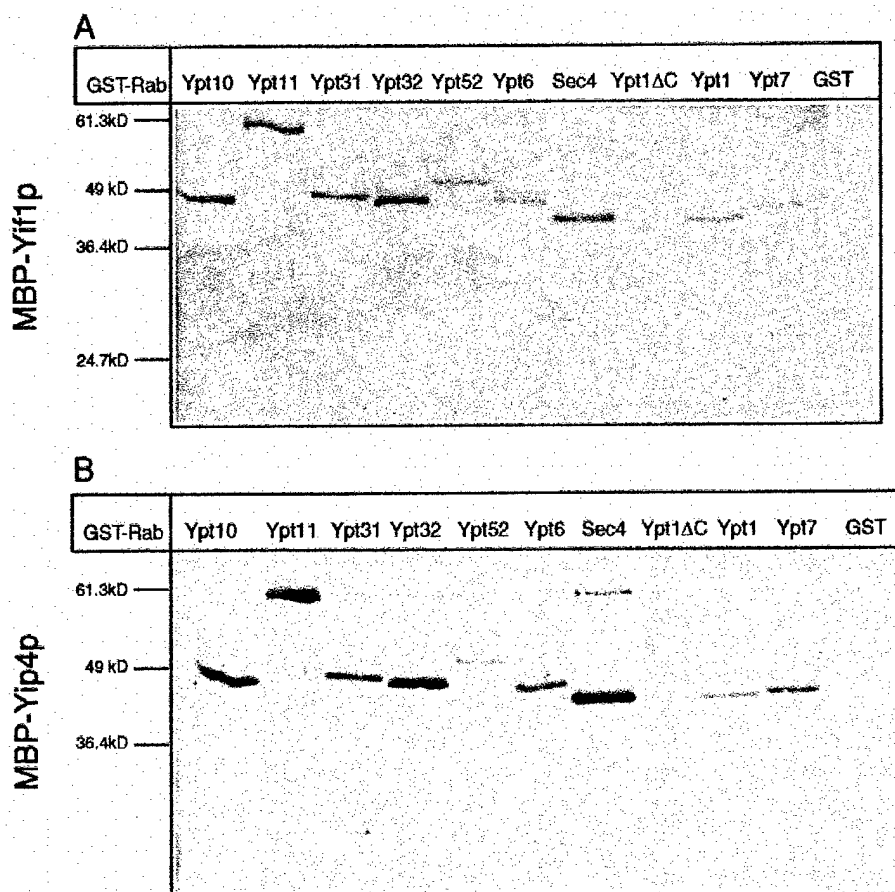 A
GST-Rab Ypt10 Ypt11 Ypt31 Ypt32 Ypt52 Ypt6 Sec4 Ypt1ΔC Ypt1 Ypt7 GST
61.3kD
49 kD
36.4kD
24.7kD
MBP-Yif1p
B
GST-Rab Ypt10 Ypt11 Ypt31 Ypt32 Ypt52 Ypt6 Sec4 Ypt1ΔC Ypt1 Ypt7 GST
61.3kD
49 kD
36.4kD
MBP-Yip4p